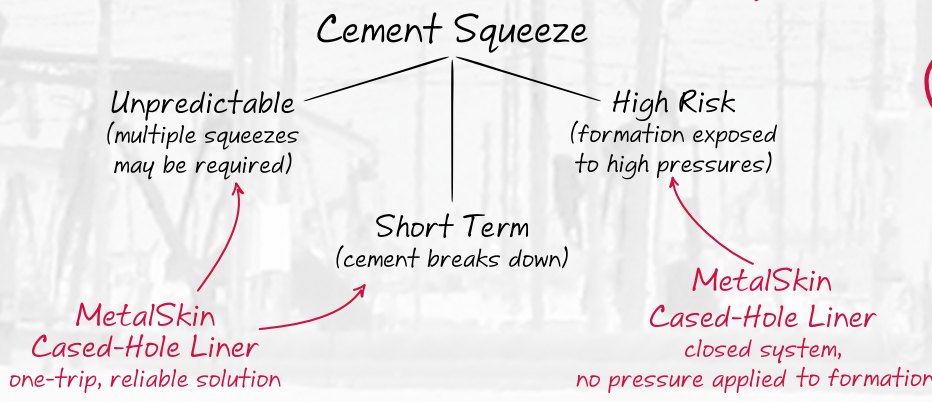 Cement Squeeze
Unpredictable
(multiple squeezes
may be required)
High Risk
(formation exposed
to high pressures)
Short Term
(cement breaks down)
MetalSkin
Cased-Hole Liner
one-trip, reliable solution
MetalSkin
Cased-Hole Liner
closed system,
no pressure applied to formation